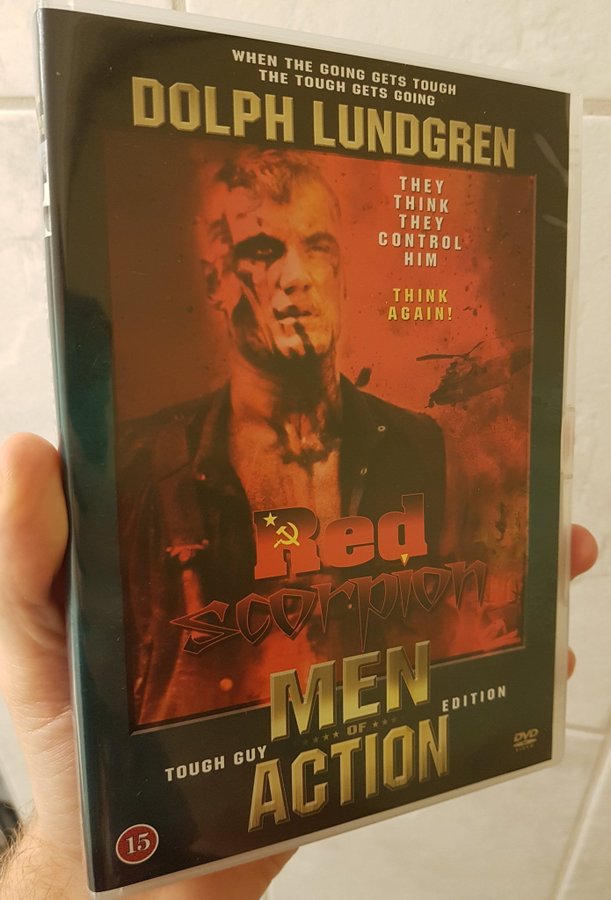 WHEN THE GOING GETS TOUGH
THE TOUGH GETS GOING
DOLPH LUNDGREN
THEY
THINK
THEY
CONTROL
HIM
THINK
AGAIN!
Red
scorpion
MEN
OF
ACTION
TOUGH GUY
EDITION
DVD
VIDEO
15